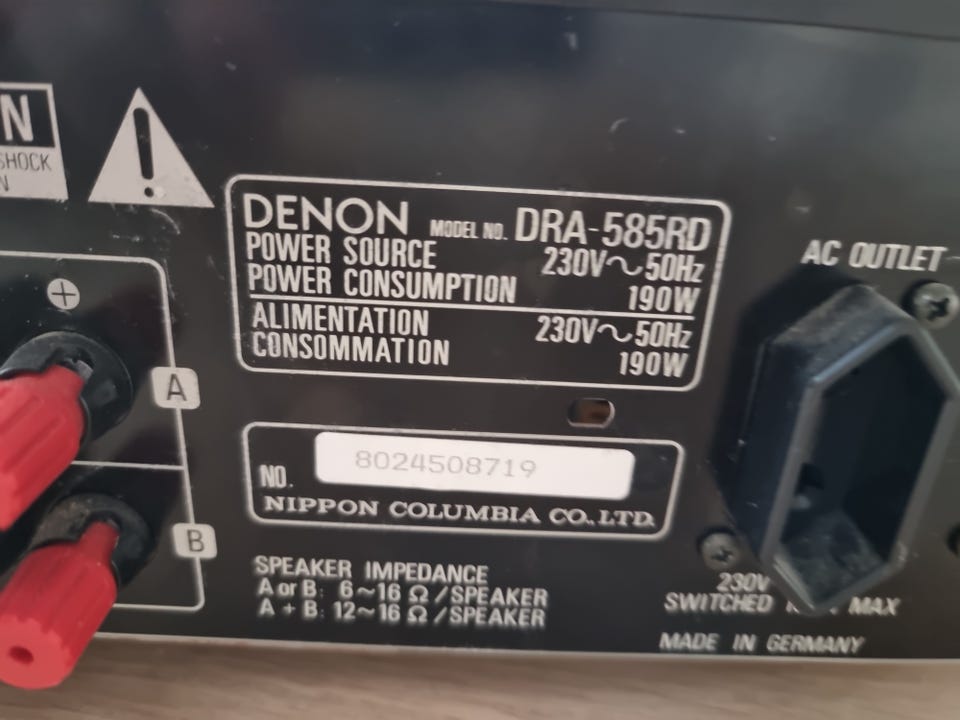 N
SHOCK
N
DENON MODEL NO. DRA-585RD
POWER SOURCE 230V~50Hz
POWER CONSUMPTION 190W
ALIMENTATION 230V~50Hz
CONSOMMATION 190W
AC OUTLET
+
A
NO. 8024508719
NIPPON COLUMBIA CO., LTD.
B
SPEAKER IMPEDANCE
A or B: 6~16 Ω/SPEAKER
A + B: 12~16 Ω/SPEAKER
230V
SWITCHED MAX
MADE IN GERMANY